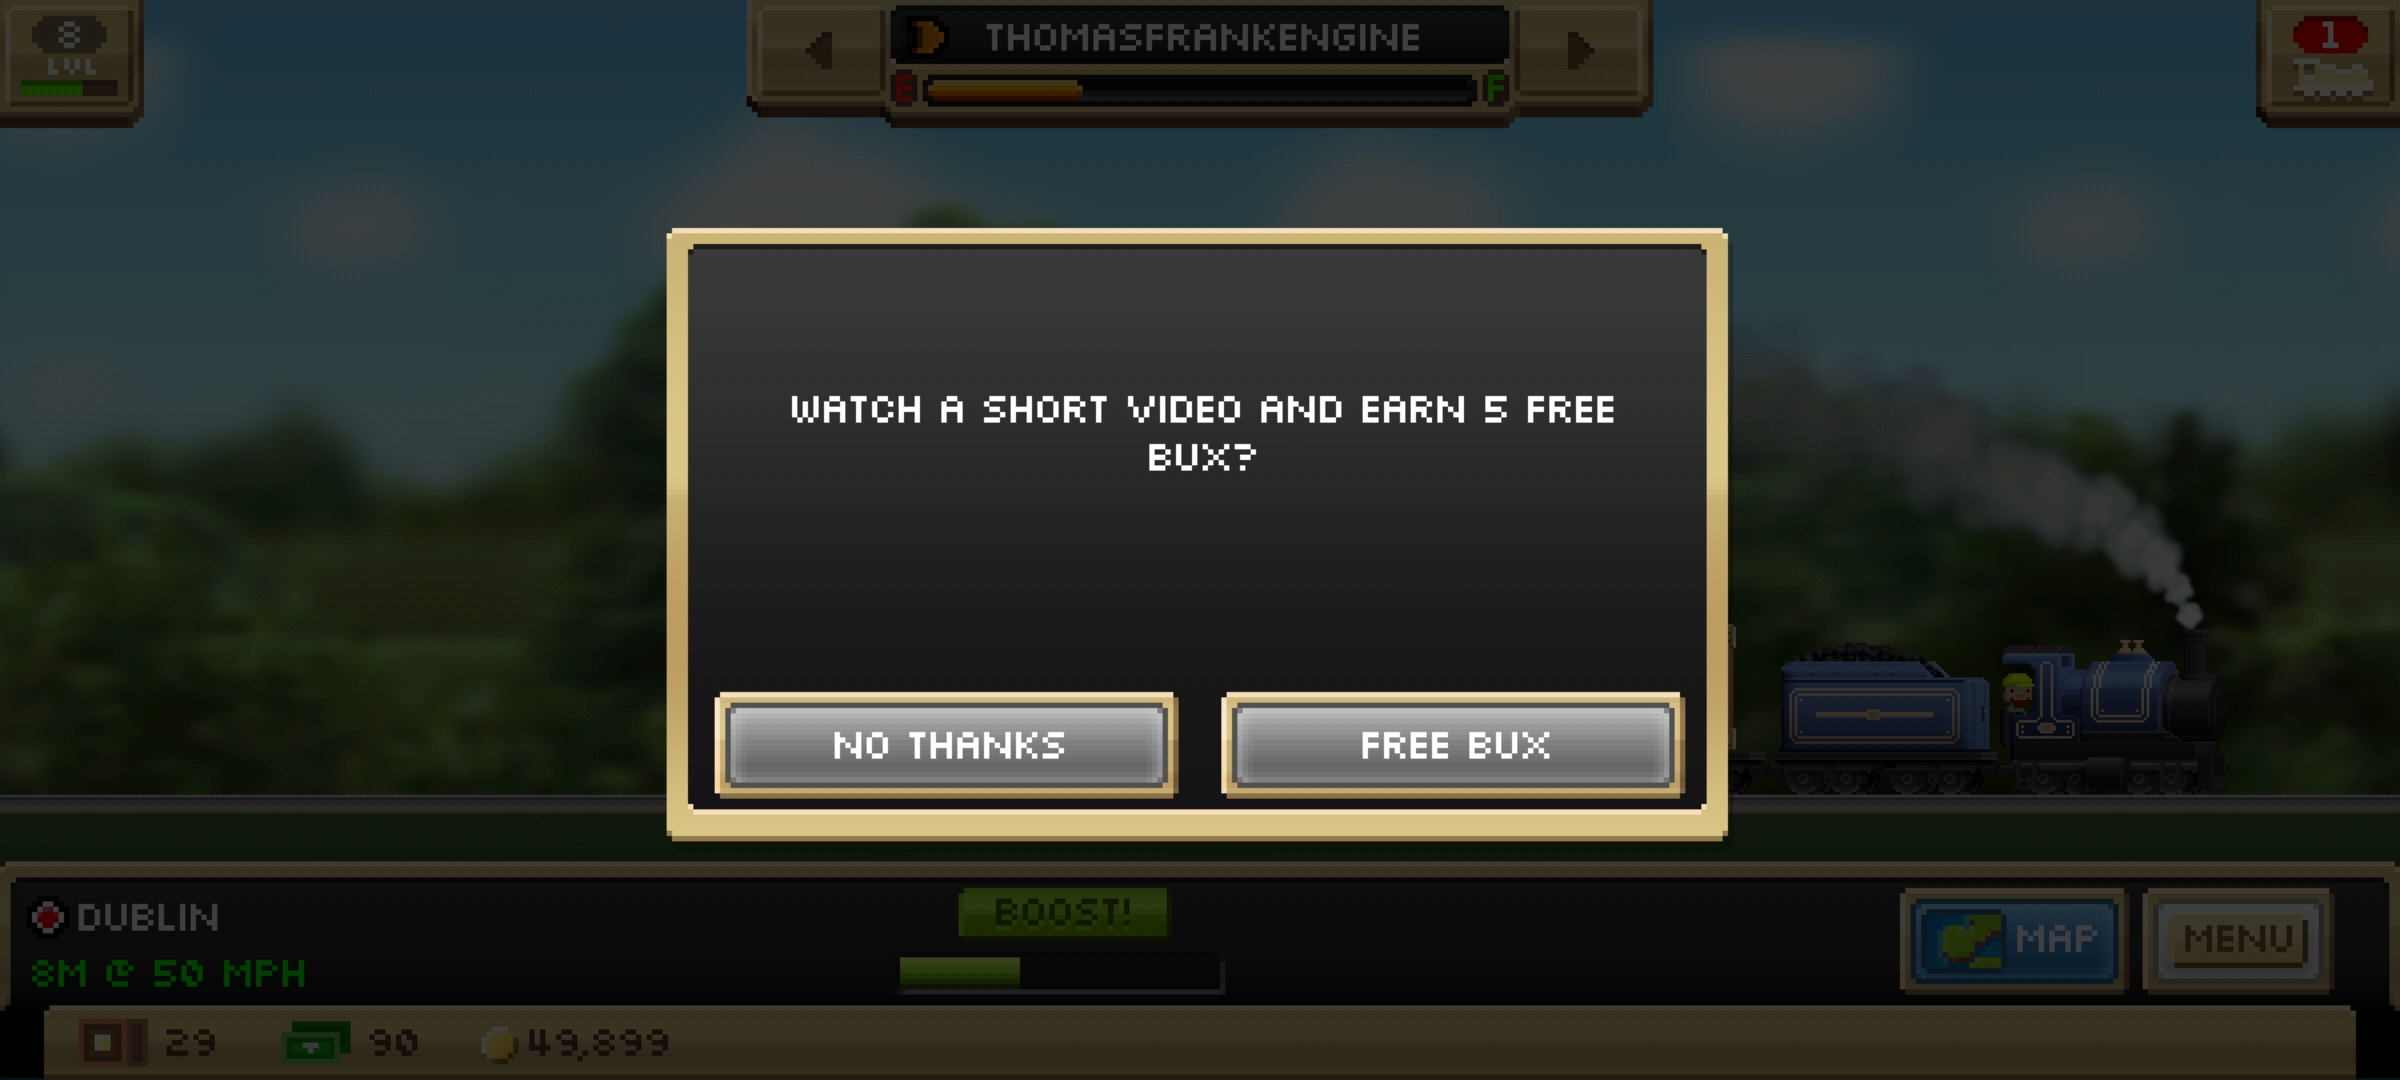 8
LVL
THOMASFRANKENGINE
E
F
1
WATCH A SHORT VIDEO AND EARN 5 FREE
BUX?
NO THANKS
FREE BUX
DUBLIN
8M @ 50 MPH
BOOST!
MAP
MENU
29
90
49,899